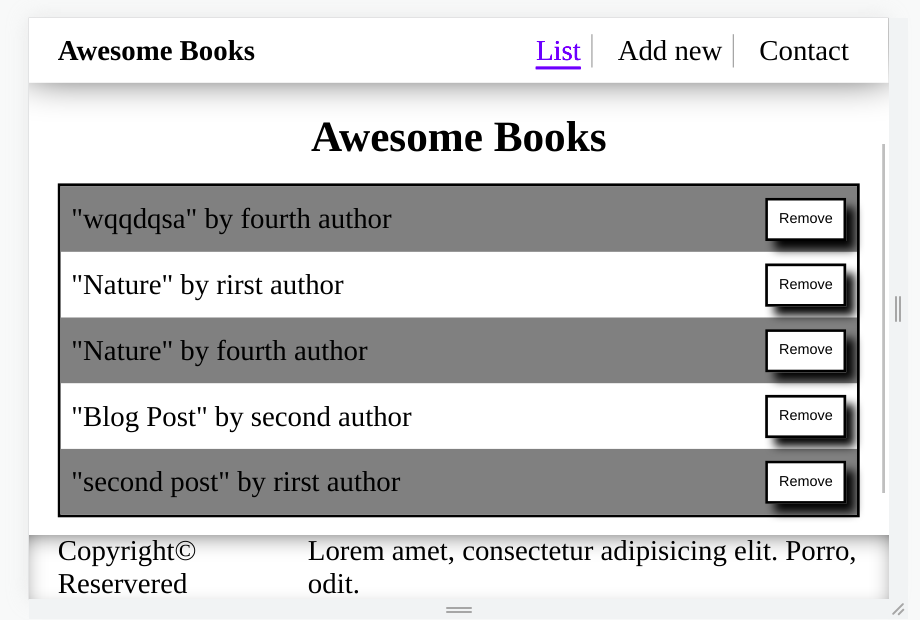 Awesome Books
List
Add new
Contact
Awesome Books
"wqqdqsa" by fourth author
Remove
"Nature" by rirst author
Remove
"Nature" by fourth author
Remove
"Blog Post" by second author
Remove
"second post" by rirst author
Remove
Copyright©
Reservered
Lorem amet, consectetur adipisicing elit. Porro,
odit.